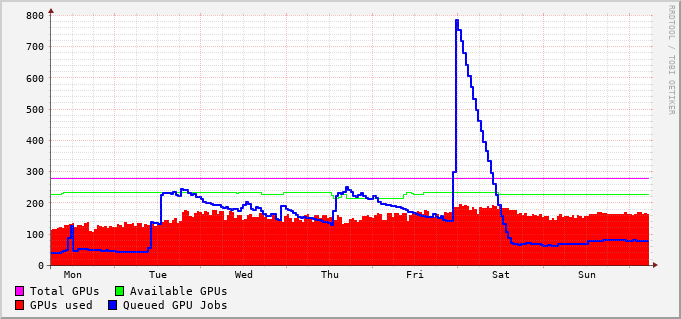 800
700
600
500
400
300
200
100
0
Mon Tue Wed Thu Fri Sat Sun
Total GPUs Available GPUs
GPUs used Queued GPU Jobs
RRDTOOL / TOBI OETIKER